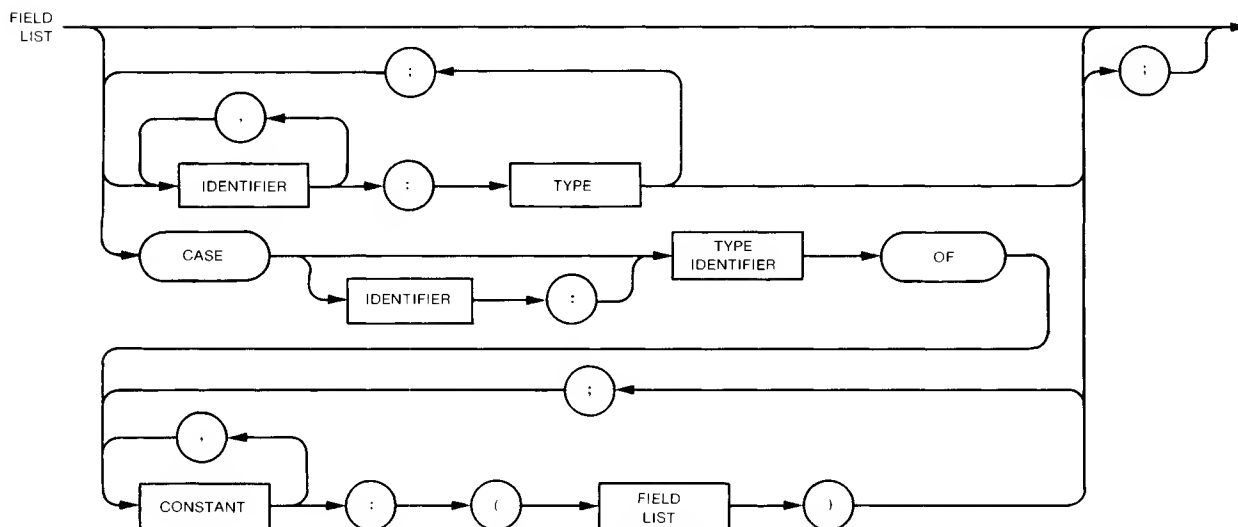 FIELD
LIST
;
;
,
IDENTIFIER
:
TYPE
CASE
TYPE
IDENTIFIER
OF
IDENTIFIER
:
;
,
CONSTANT
:
(
FIELD
LIST
)